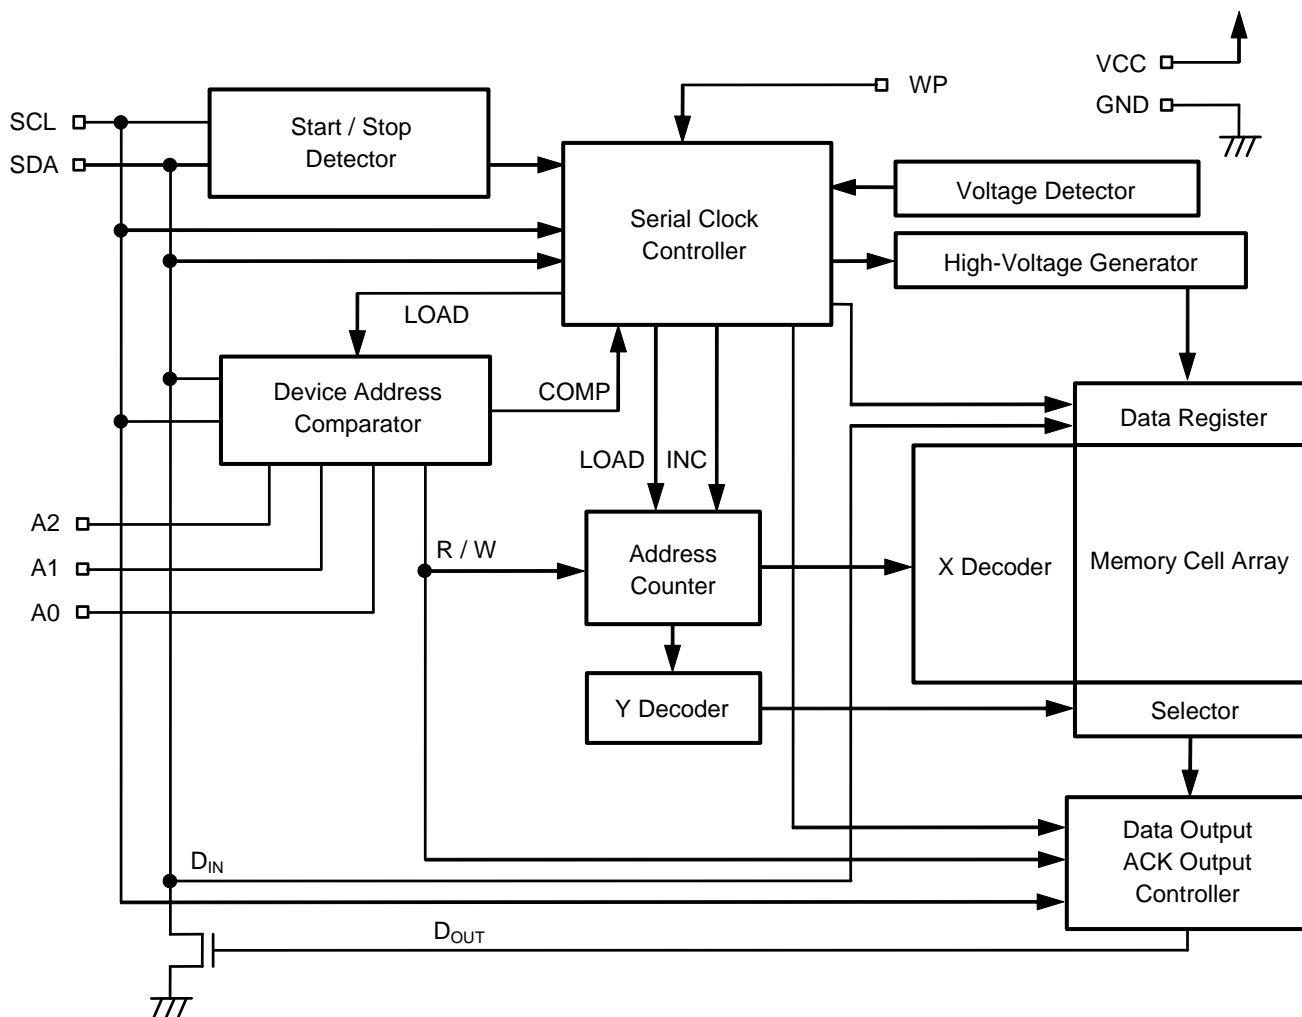 VCC
WP
GND
SCL
SDA
Start / Stop
Detector
Voltage Detector
Serial Clock
Controller
High-Voltage Generator
LOAD
Device Address
Comparator
COMP
Data Register
LOAD
INC
A2
A1
A0
R / W
Address
Counter
X Decoder
Memory Cell Array
Y Decoder
Selector
Data Output
ACK Output
Controller
DIN
DOUT